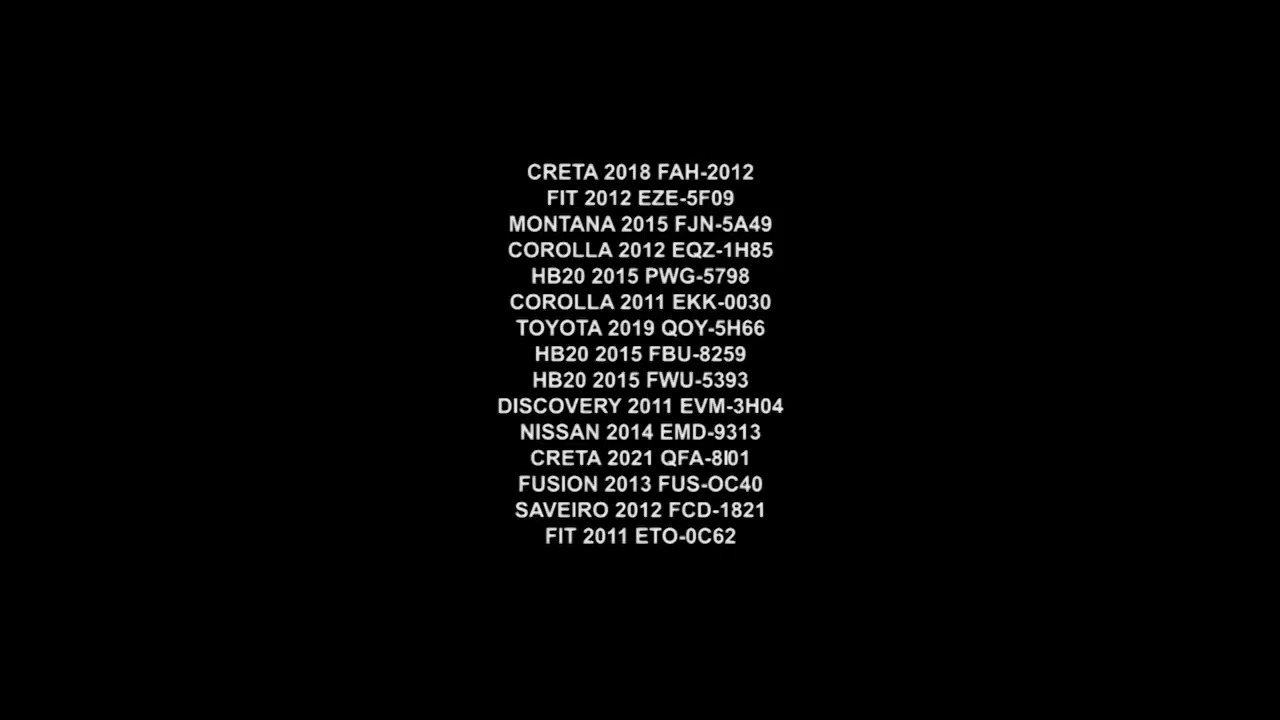 CRETA 2018 FAH-2012
FIT 2012 EZE-5F09
MONTANA 2015 FJN-5A49
COROLLA 2012 EQZ-1H85
HB20 2015 PWG-5798
COROLLA 2011 EKK-0030
TOYOTA 2019 QOY-5H66
HB20 2015 FBU-8259
HB20 2015 FWU-5393
DISCOVERY 2011 EVM-3H04
NISSAN 2014 EMD-9313
CRETA 2021 QFA-8I01
FUSION 2013 FUS-OC40
SAVEIRO 2012 FCD-1821
FIT 2011 ETO-0C62